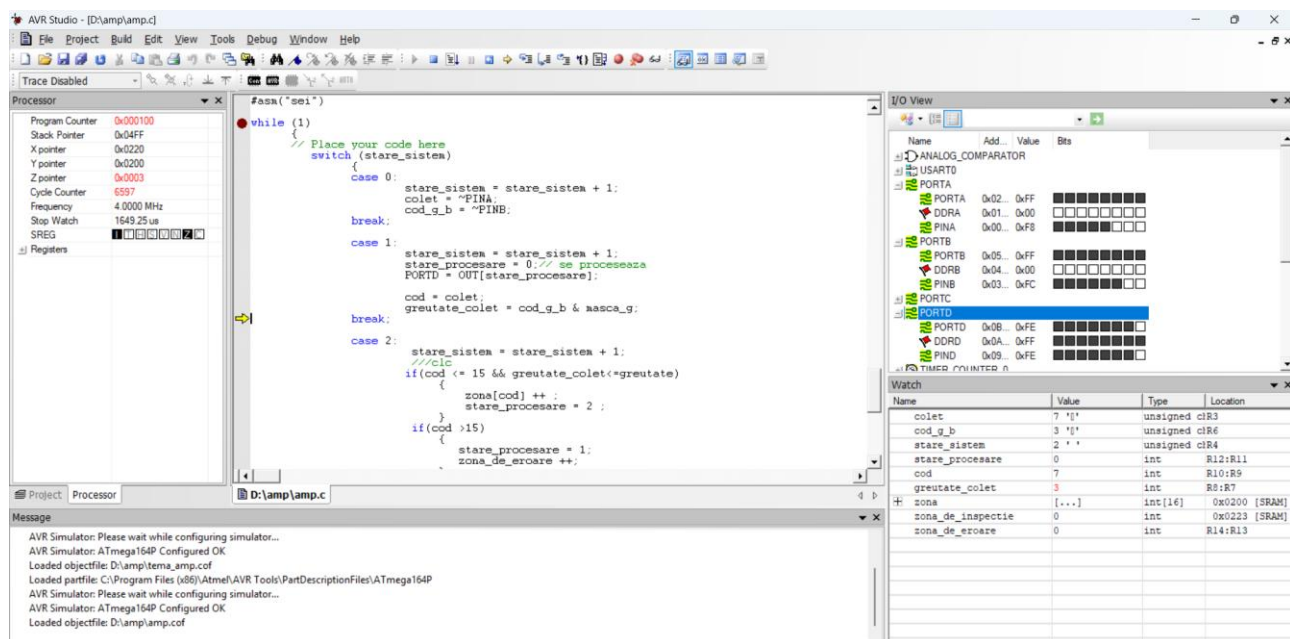 AVR Studio - [D:\amp\amp.c]
File Project Build Edit View Tools Debug Window Help
Trace Disabled
Processor
Program Counter 0x000100
Stack Pointer 0x04FF
X pointer 0x0220
Y pointer 0x0200
Z pointer 0x0003
Cycle Counter 6597
Frequency 4.0000 MHz
Stop Watch 1649.25 us
SREG I T H S V N Z C
Registers
Project Processor
#asm("sei")
while (1)
{
// Place your code here
switch (stare_sistem)
{
case 0:
stare_sistem = stare_sistem + 1;
colet = ~PINA;
cod_g_b = ~PINB;
break;
case 1:
stare_sistem = stare_sistem + 1;
stare_procesare = 0;// se proceseaza
PORTD = OUT[stare_procesare];
cod = colet;
greutate_colet = cod_g_b & masca_g;
break;
case 2:
stare_sistem = stare_sistem + 1;
///clc
if(cod <= 15 && greutate_colet<=greutate)
{
zona[cod] ++ ;
stare_procesare = 2 ;
}
if(cod >15)
{
stare_procesare = 1;
zona_de_eroare ++;
D:\amp\amp.c
I/O View
Name Add... Value Bits
ANALOG_COMPARATOR
USART0
PORTA
PORTA 0x02... 0xFF
DDRA 0x01... 0x00
PINA 0x00... 0xF8
PORTB
PORTB 0x05... 0xFF
DDRB 0x04... 0x00
PINB 0x03... 0xFC
PORTC
PORTD
PORTD 0x0B... 0xFE
DDRD 0x0A... 0xFF
PIND 0x09... 0xFE
TIMER_COUNTER_0
Watch
Name Value Type Location
colet 7 unsigned cl R3
cod_g_b 3 unsigned cl R6
stare_sistem 2 ' ' unsigned cl R4
stare_procesare 0 int R12:R11
cod 7 int R10:R9
greutate_colet 3 int R8:R7
zona [...] int[16] 0x0200 [SRAM]
zona_de_inspectie 0 int 0x0223 [SRAM]
zona_de_eroare 0 int R14:R13
Message
AVR Simulator: Please wait while configuring simulator...
AVR Simulator: ATmega164P Configured OK
Loaded objectfile: D:\amp\tema_amp.cof
Loaded partfile: C:\Program Files (x86)\Atmel\AVR Tools\PartDescriptionFiles\ATmega164P
AVR Simulator: Please wait while configuring simulator...
AVR Simulator: ATmega164P Configured OK
Loaded objectfile: D:\amp\amp.cof